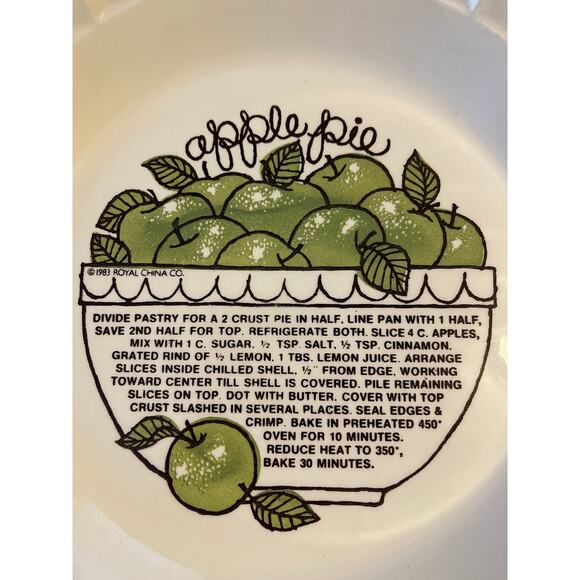 apple pie
©1983 ROYAL CHINA CO.
DIVIDE PASTRY FOR A 2 CRUST PIE IN HALF, LINE PAN WITH 1 HALF,
SAVE 2ND HALF FOR TOP. REFRIGERATE BOTH. SLICE 4 C. APPLES,
MIX WITH 1 C. SUGAR. ½ TSP. SALT. ½ TSP. CINNAMON.
GRATED RIND OF ½ LEMON. 1 TBS. LEMON JUICE. ARRANGE
SLICES INSIDE CHILLED SHELL, ½" FROM EDGE, WORKING
TOWARD CENTER TILL SHELL IS COVERED. PILE REMAINING
SLICES ON TOP. DOT WITH BUTTER. COVER WITH TOP
CRUST SLASHED IN SEVERAL PLACES. SEAL EDGES &
CRIMP. BAKE IN PREHEATED 450°
OVEN FOR 10 MINUTES.
REDUCE HEAT TO 350°,
BAKE 30 MINUTES.